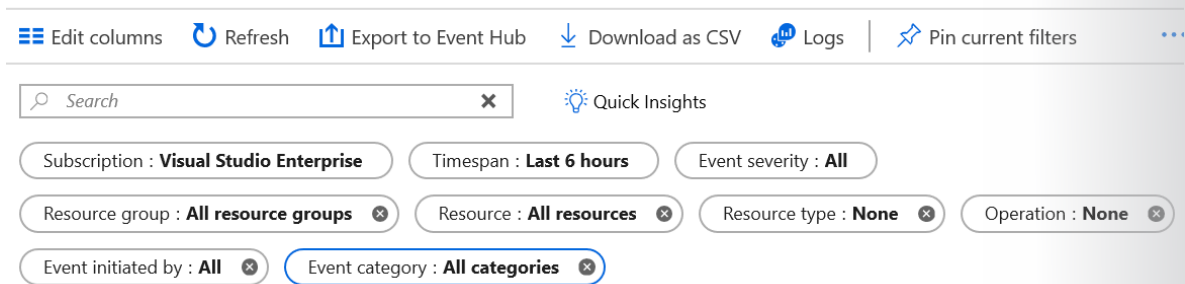 Edit columns Refresh Export to Event Hub Download as CSV Logs Pin current filters ...
Search Quick Insights
Subscription : Visual Studio Enterprise Timespan : Last 6 hours Event severity : All
Resource group : All resource groups Resource : All resources Resource type : None Operation : None
Event initiated by : All Event category : All categories